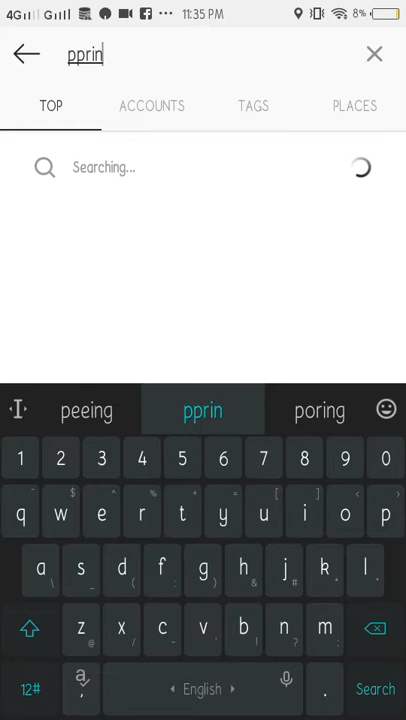 4G G 11:35 PM 8%
pprin
TOP ACCOUNTS TAGS PLACES
Searching...
peeing pprin poring
1 2 3 4 5 6 7 8 9 0
q w e r t y u i o p
a s d f g h j k l
z x c v b n m
12# , English . Search